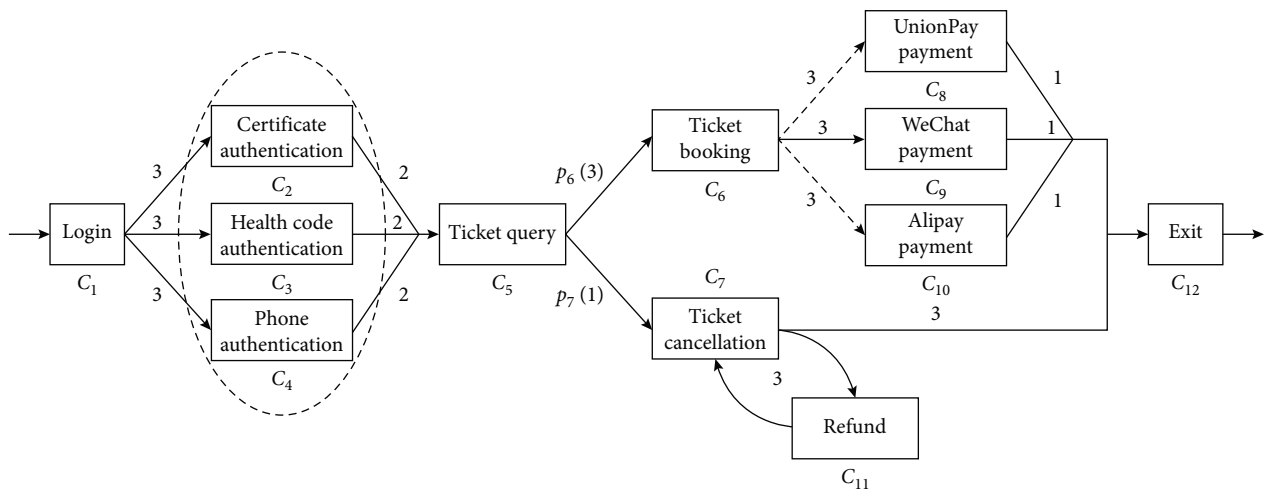 Login
C1
3
3
3
Certificate
authentication
C2
Health code
authentication
C3
Phone
authentication
C4
2
2
2
Ticket query
C5
p6 (3)
p7 (1)
Ticket
booking
C6
3
3
3
UnionPay
payment
C8
WeChat
payment
C9
Alipay
payment
C10
1
1
1
C7
Ticket
cancellation
3
3
Refund
C11
Exit
C12